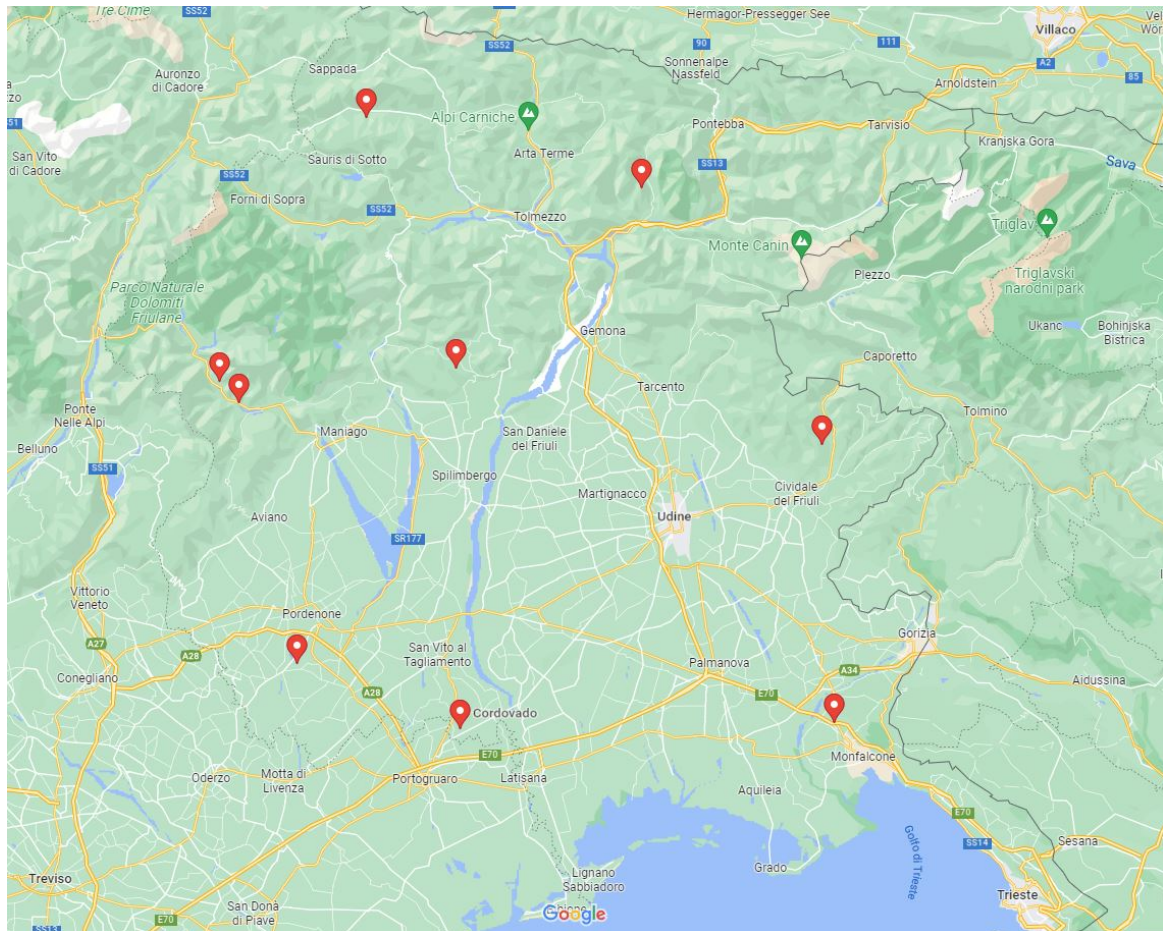 Tre Cime
SS52
SS52
Hermagor-Pressegger See
90
111
Villaco
A2
85
Auronzo
di Cadore
Sappada
Sonnenalpe
Nassfeld
Arnoldstein
Alpi Carniche
Pontebba
Tarvisio
Kranjska Gora
San Vito
di Cadore
Sauris di Sotto
Arta Terme
SS13
Sava
SS52
Forni di Sopra
SS52
Tolmezzo
Monte Canin
Triglav
Plezzo
Triglavski
narodni park
Parco Naturale
Dolomiti
Friulane
Gemona
Ukanc
Bohinjska
Bistrica
Caporetto
Tarcento
Ponte
Nelle Alpi
Tolmino
Belluno
Maniago
San Daniele
del Friuli
SS51
Spilimbergo
Martignacco
Cividale
del Friuli
Aviano
Udine
SR177
Vittorio
Veneto
Pordenone
A27
A28
San Vito al
Tagliamento
Gorizia
Palmanova
A34
Conegliano
Aidussina
A28
E70
Cordovado
Monfalcone
E70
Oderzo
Motta di
Livenza
Portogruaro
Latisana
Aquileia
E70
SS14
Sesana
Golfo di Trieste
Treviso
Grado
Lignano
Sabbiadoro
Trieste
San Donà
di Piave
E70
Google
SS13